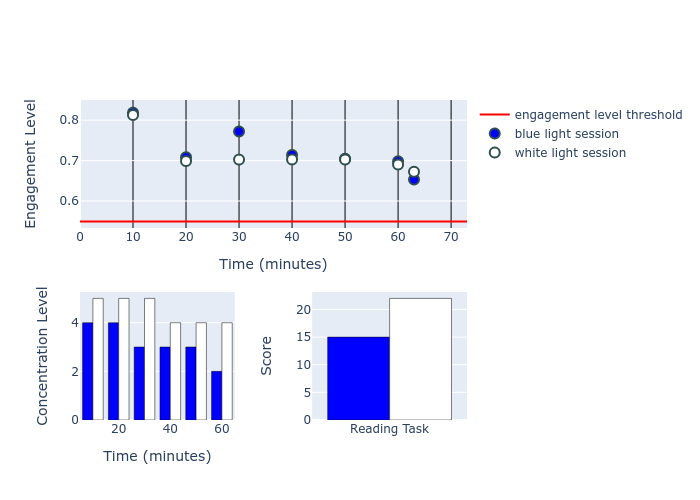 Engagement Level
0.8
0.7
0.6
0 10 20 30 40 50 60 70
Time (minutes)
engagement level threshold
blue light session
white light session
Concentration Level
4
2
0
20 40 60
Time (minutes)
Score
20
15
10
5
0
Reading Task